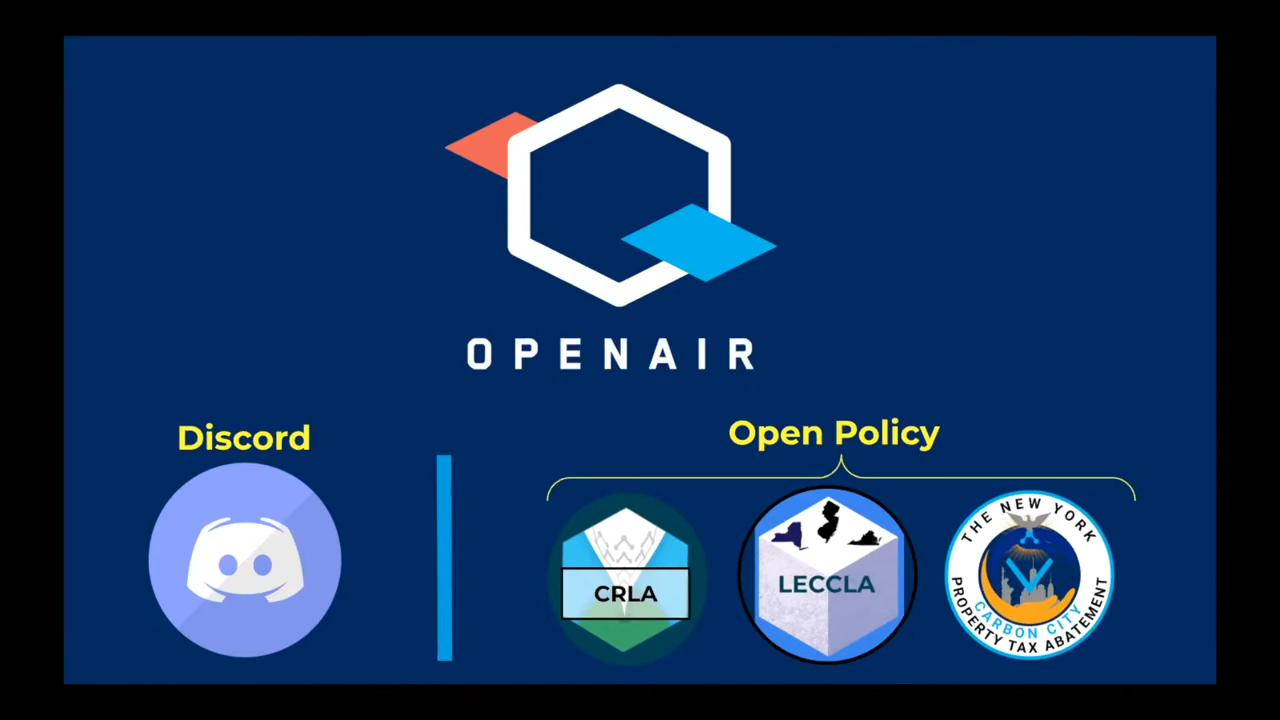 OPENAIR
Discord
Open Policy
CRLA
LECCLA
THE NEW YORK
CARBON CITY
PROPERTY TAX ABATEMENT